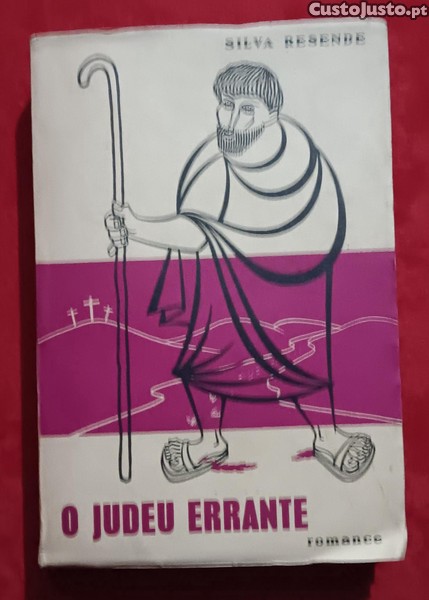 CustoJusto.pt
SILVA RESENDE
O JUDEU ERRANTE
romance